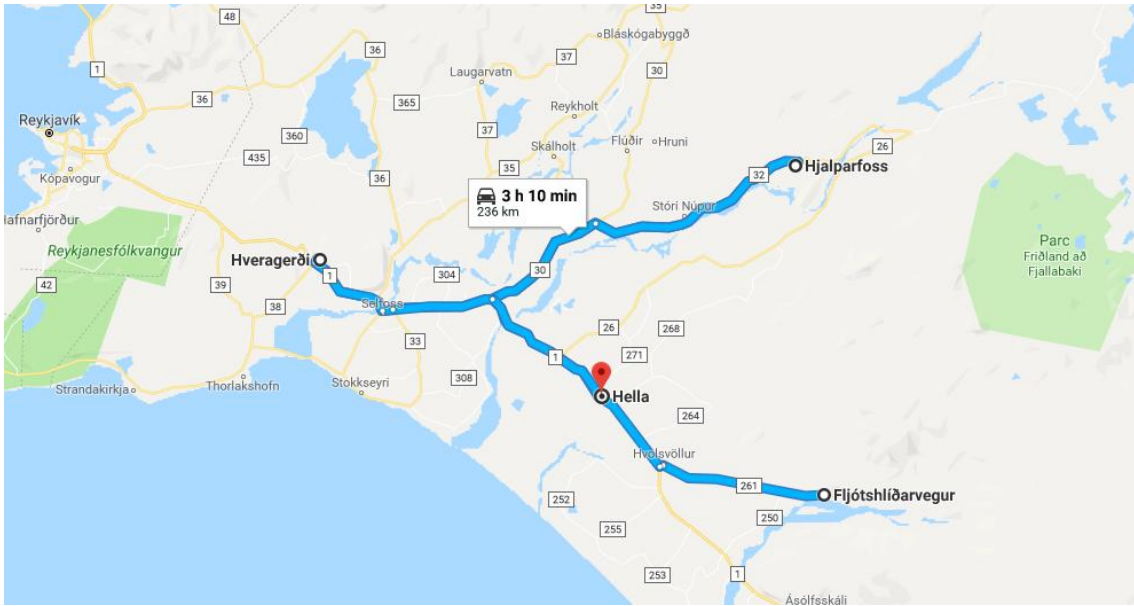 48
35
Bláskógabyggð
36
1
37
30
Laugarvatn
36
365
Reykholt
Reykjavík
360
37
Flúðir
Hruni
26
Skálholt
435
35
Hjalparfoss
Kópavogur
36
32
3 h 10 min
236 km
Stóri Núpur
Hafnarfjörður
Parc
Friðland að
Fjallabaki
Reykjanesfólkvangur
Hveragerði
1
304
30
42
39
Selfoss
38
26
268
33
1
271
308
Thorlakshofn
Stokkseyri
Strandakirkja
Hella
264
Hvolsvöllur
261
Fljótshlíðarvegur
252
250
255
253
1
Ásólfsskáli